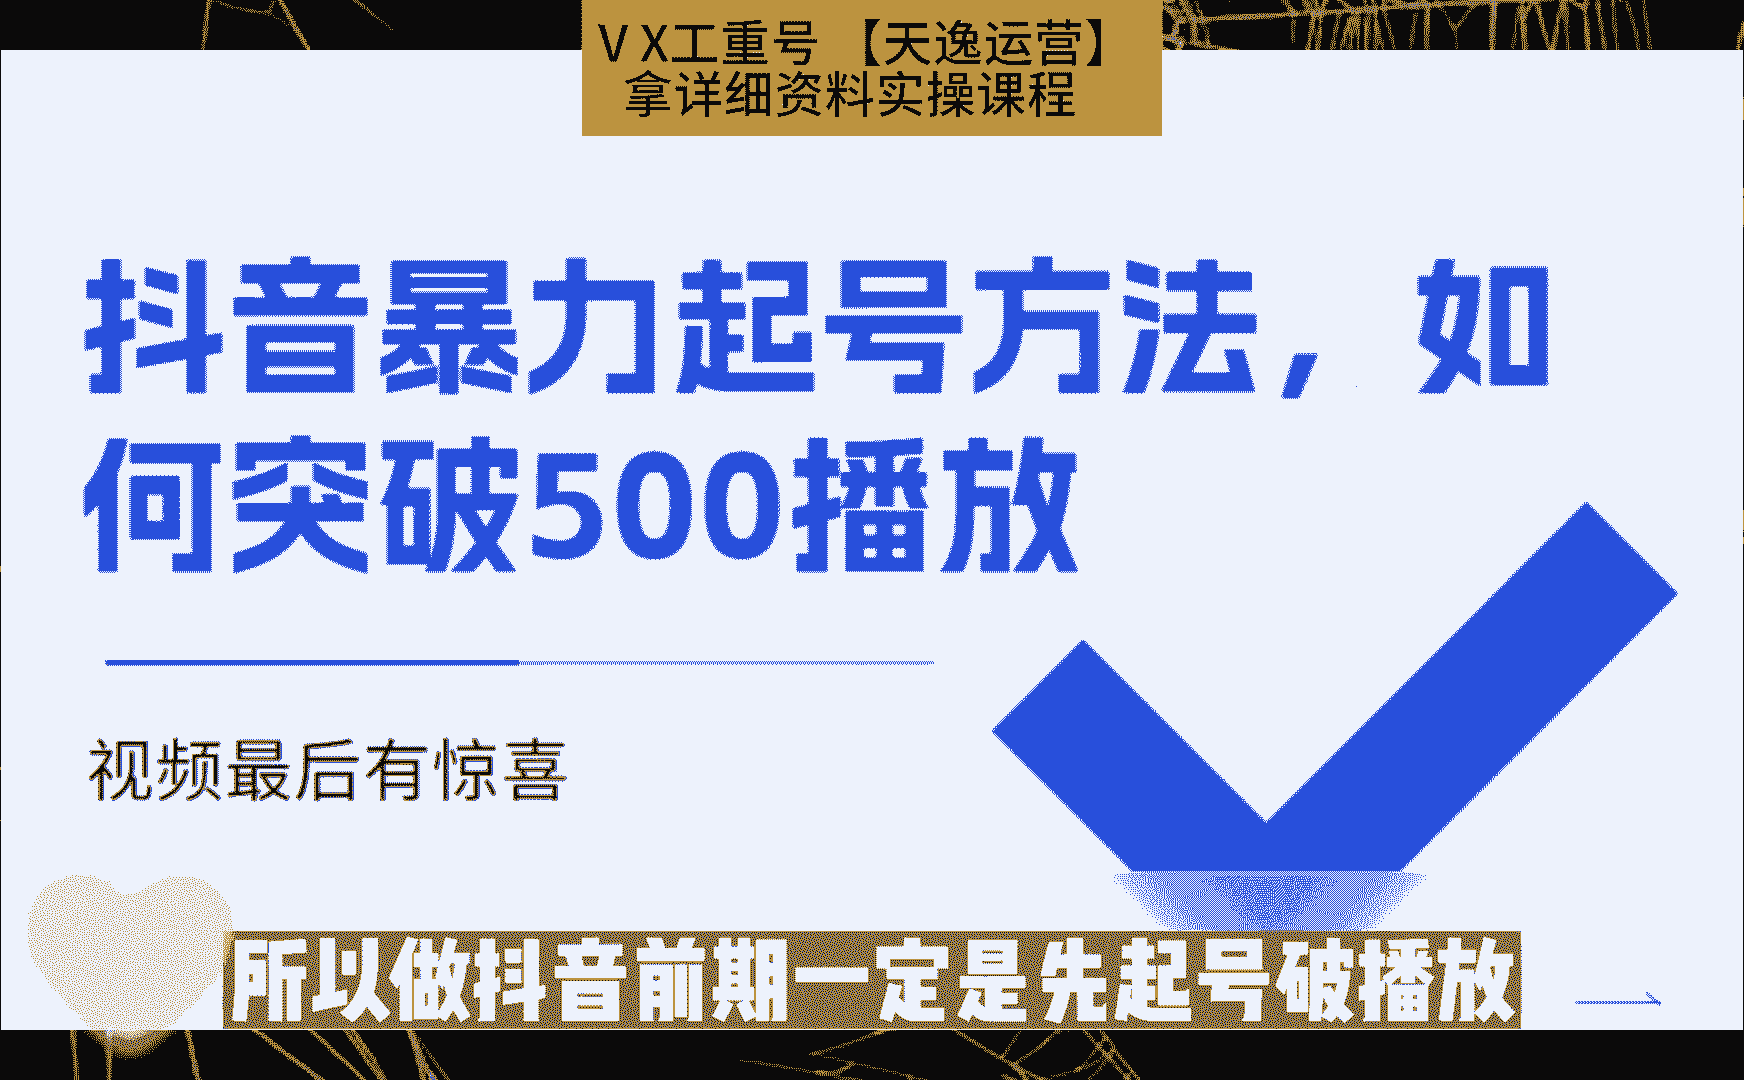 VX工重号【天逸运营】
拿详细资料实操课程
抖音暴力起号方法，如
何突破500播放
视频最后有惊喜
所以做抖音前期一定是先起号破播放